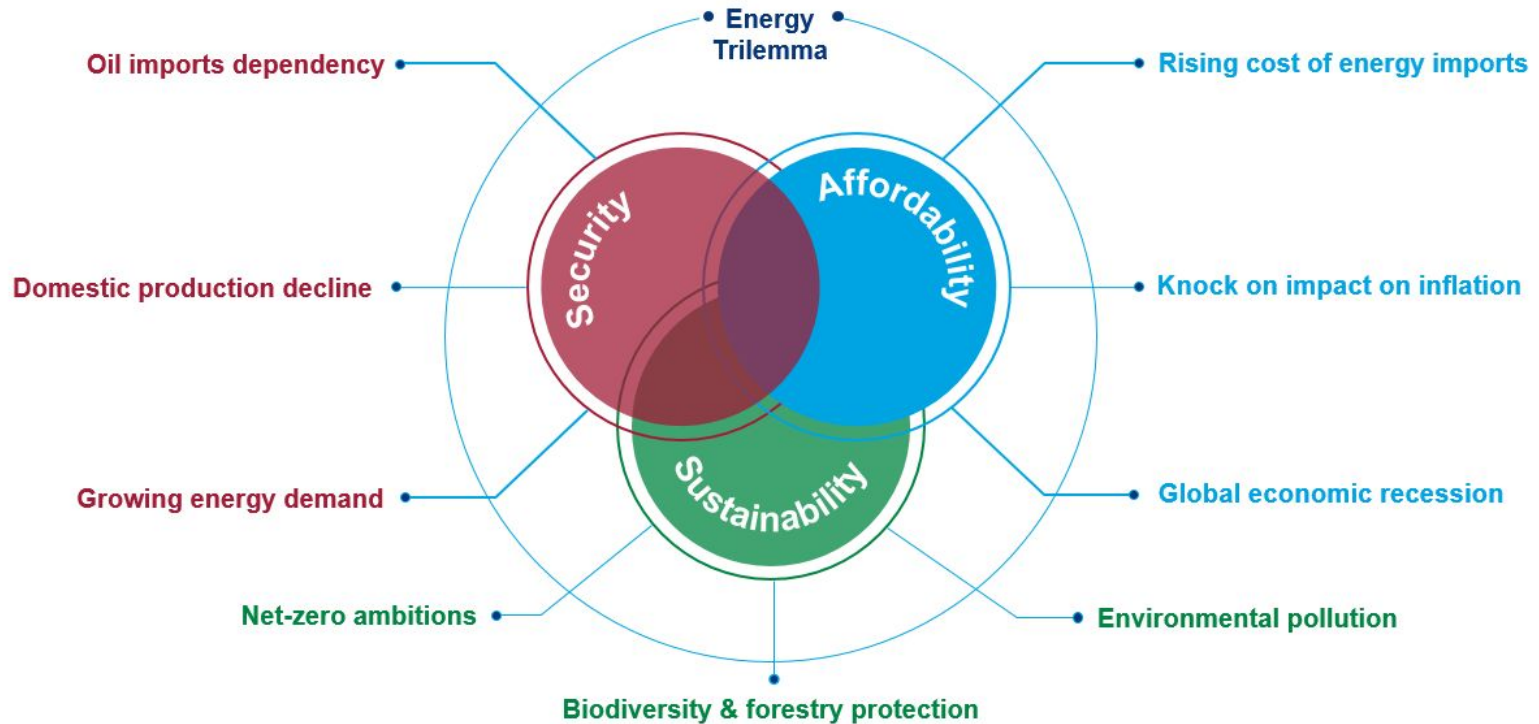 Energy
Trilemma
Oil imports dependency
Rising cost of energy imports
Security
Affordability
Domestic production decline
Knock on impact on inflation
Sustainability
Growing energy demand
Global economic recession
Net-zero ambitions
Environmental pollution
Biodiversity & forestry protection